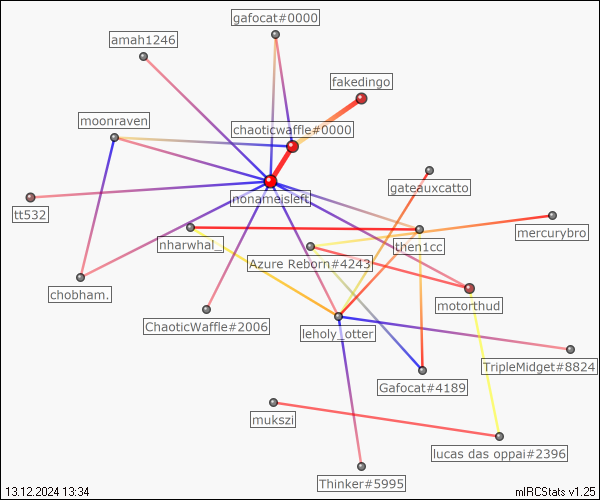 gafocat#0000
amah1246
fakedingo
moonraven
chaoticwaffle#0000
gateauxcatto
nonameisleft
tt532
mercurybro
then1cc
nharwhal_
Azure Reborn#4243
chobham.
motorthud
ChaoticWaffle#2006
leholy_otter
TripleMidget#8824
Gafocat#4189
mukszi
lucas das oppai#2396
Thinker#5995
13.12.2024 13:34
mIRCStats v1.25